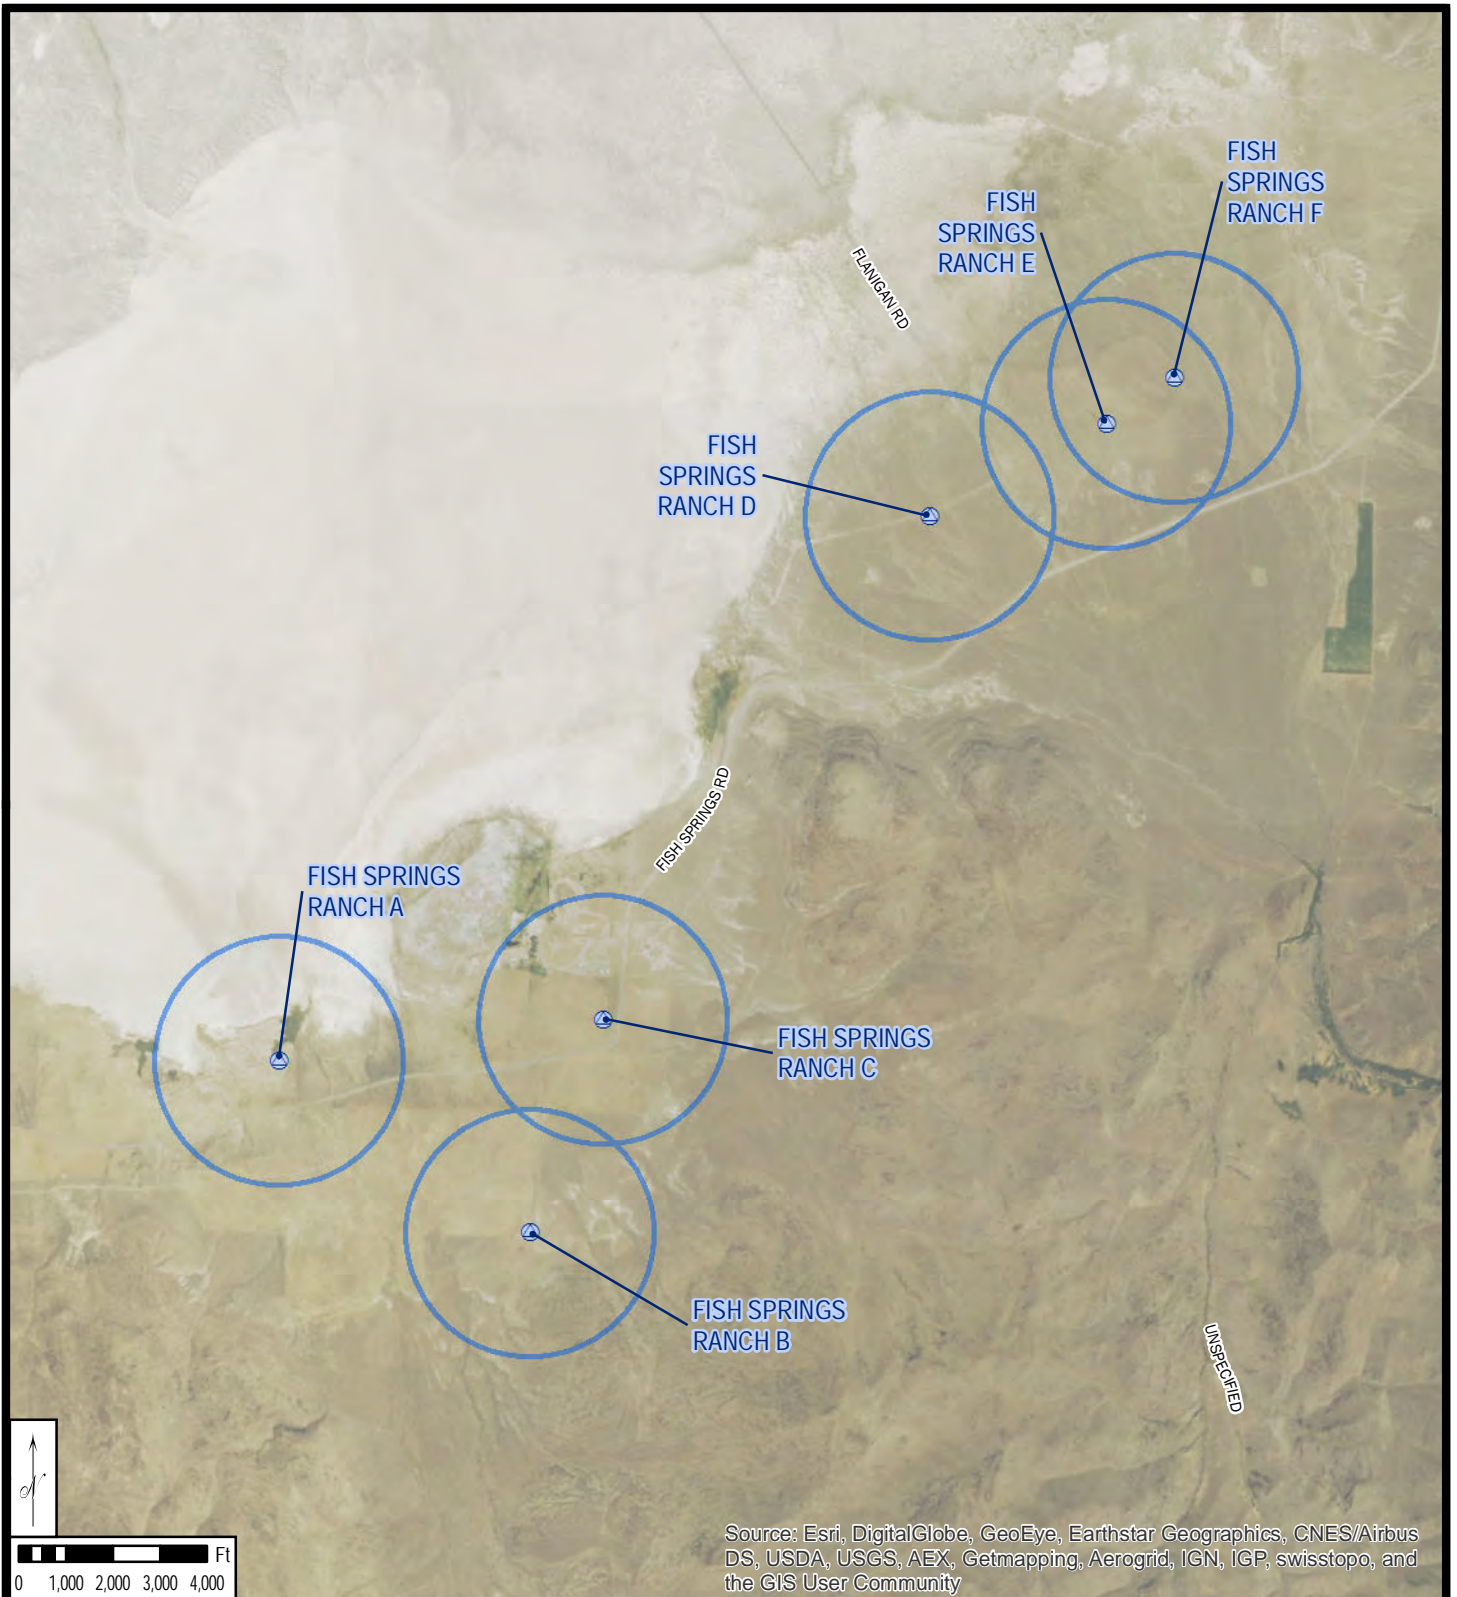 FISH
SPRINGS
RANCH F
FISH
SPRINGS
RANCH E
FLANIGAN RD
FISH
SPRINGS
RANCH D
FISH SPRINGS RD
FISH SPRINGS
RANCH A
FISH SPRINGS
RANCH C
FISH SPRINGS
RANCH B
UNSPECIFIED
N
Ft
0 1,000 2,000 3,000 4,000
Source: Esri, DigitalGlobe, GeoEye, Earthstar Geographics, CNES/Airbus
DS, USDA, USGS, AEX, Getmapping, Aerogrid, IGN, IGP, swisstopo, and
the GIS User Community